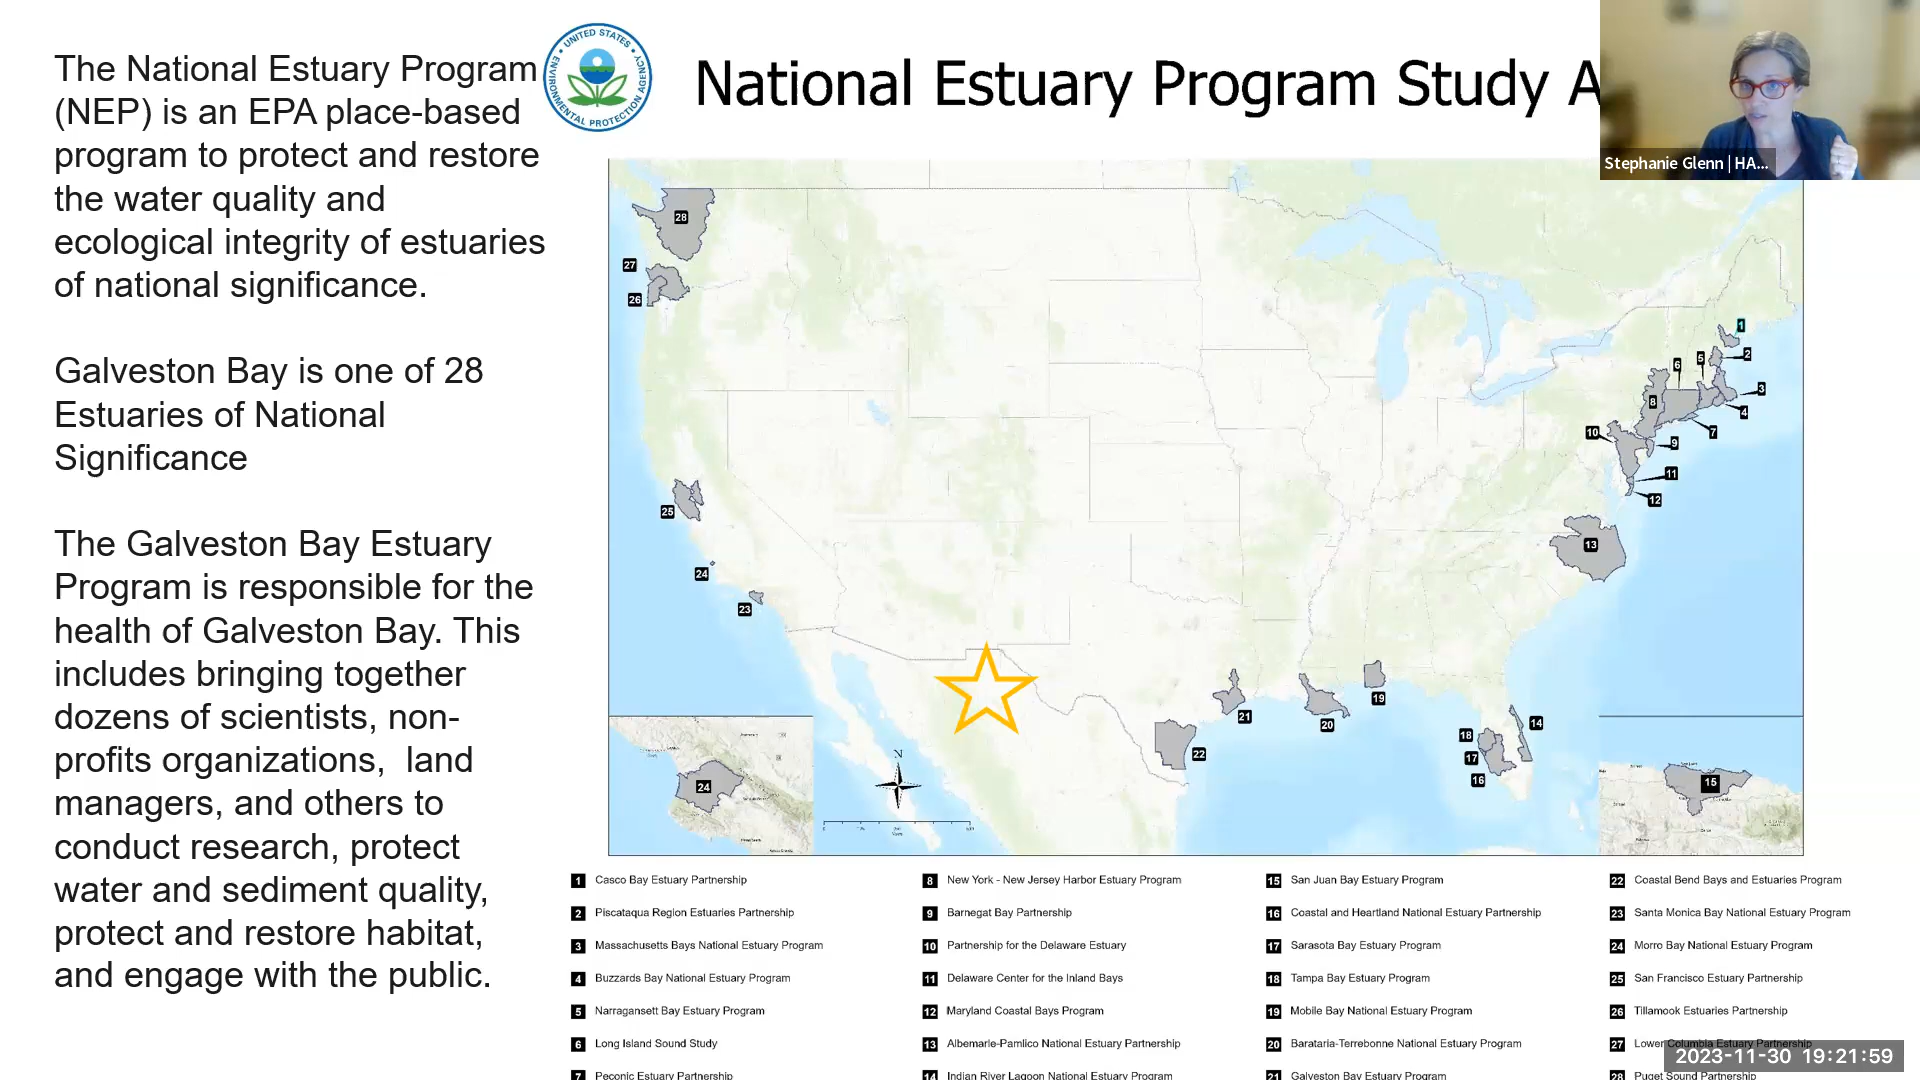 The National Estuary Program
(NEP) is an EPA place-based
program to protect and restore
the water quality and
ecological integrity of estuaries
of national significance.
Galveston Bay is one of 28
Estuaries of National
Significance
The Galveston Bay Estuary
Program is responsible for the
health of Galveston Bay. This
includes bringing together
dozens of scientists, non-
profits organizations, land
managers, and others to
conduct research, protect
water and sediment quality,
protect and restore habitat,
and engage with the public.
UNITED STATES
ENVIRONMENTAL PROTECTION AGENCY
National Estuary Program Study A
Stephanie Glenn | HA...
28
27
26
25
24
23
1
2
5
6
3
8
4
7
10
9
11
12
13
14
18
17
16
19
20
21
22
24
N
15
1 Casco Bay Estuary Partnership
2 Piscataqua Region Estuaries Partnership
3 Massachusetts Bays National Estuary Program
4 Buzzards Bay National Estuary Program
5 Narragansett Bay Estuary Program
6 Long Island Sound Study
7 Peconic Estuary Partnership
8 New York - New Jersey Harbor Estuary Program
9 Barnegat Bay Partnership
10 Partnership for the Delaware Estuary
11 Delaware Center for the Inland Bays
12 Maryland Coastal Bays Program
13 Albemarle-Pamlico National Estuary Partnership
14 Indian River Lagoon National Estuary Program
15 San Juan Bay Estuary Program
16 Coastal and Heartland National Estuary Partnership
17 Sarasota Bay Estuary Program
18 Tampa Bay Estuary Program
19 Mobile Bay National Estuary Program
20 Barataria-Terrebonne National Estuary Program
21 Galveston Bay Estuary Program
22 Coastal Bend Bays and Estuaries Program
23 Santa Monica Bay National Estuary Program
24 Morro Bay National Estuary Program
25 San Francisco Estuary Partnership
26 Tillamook Estuaries Partnership
27 Lower Columbia Estuary Partnership
28 Puget Sound Partnership
2023-11-30 19:21:59